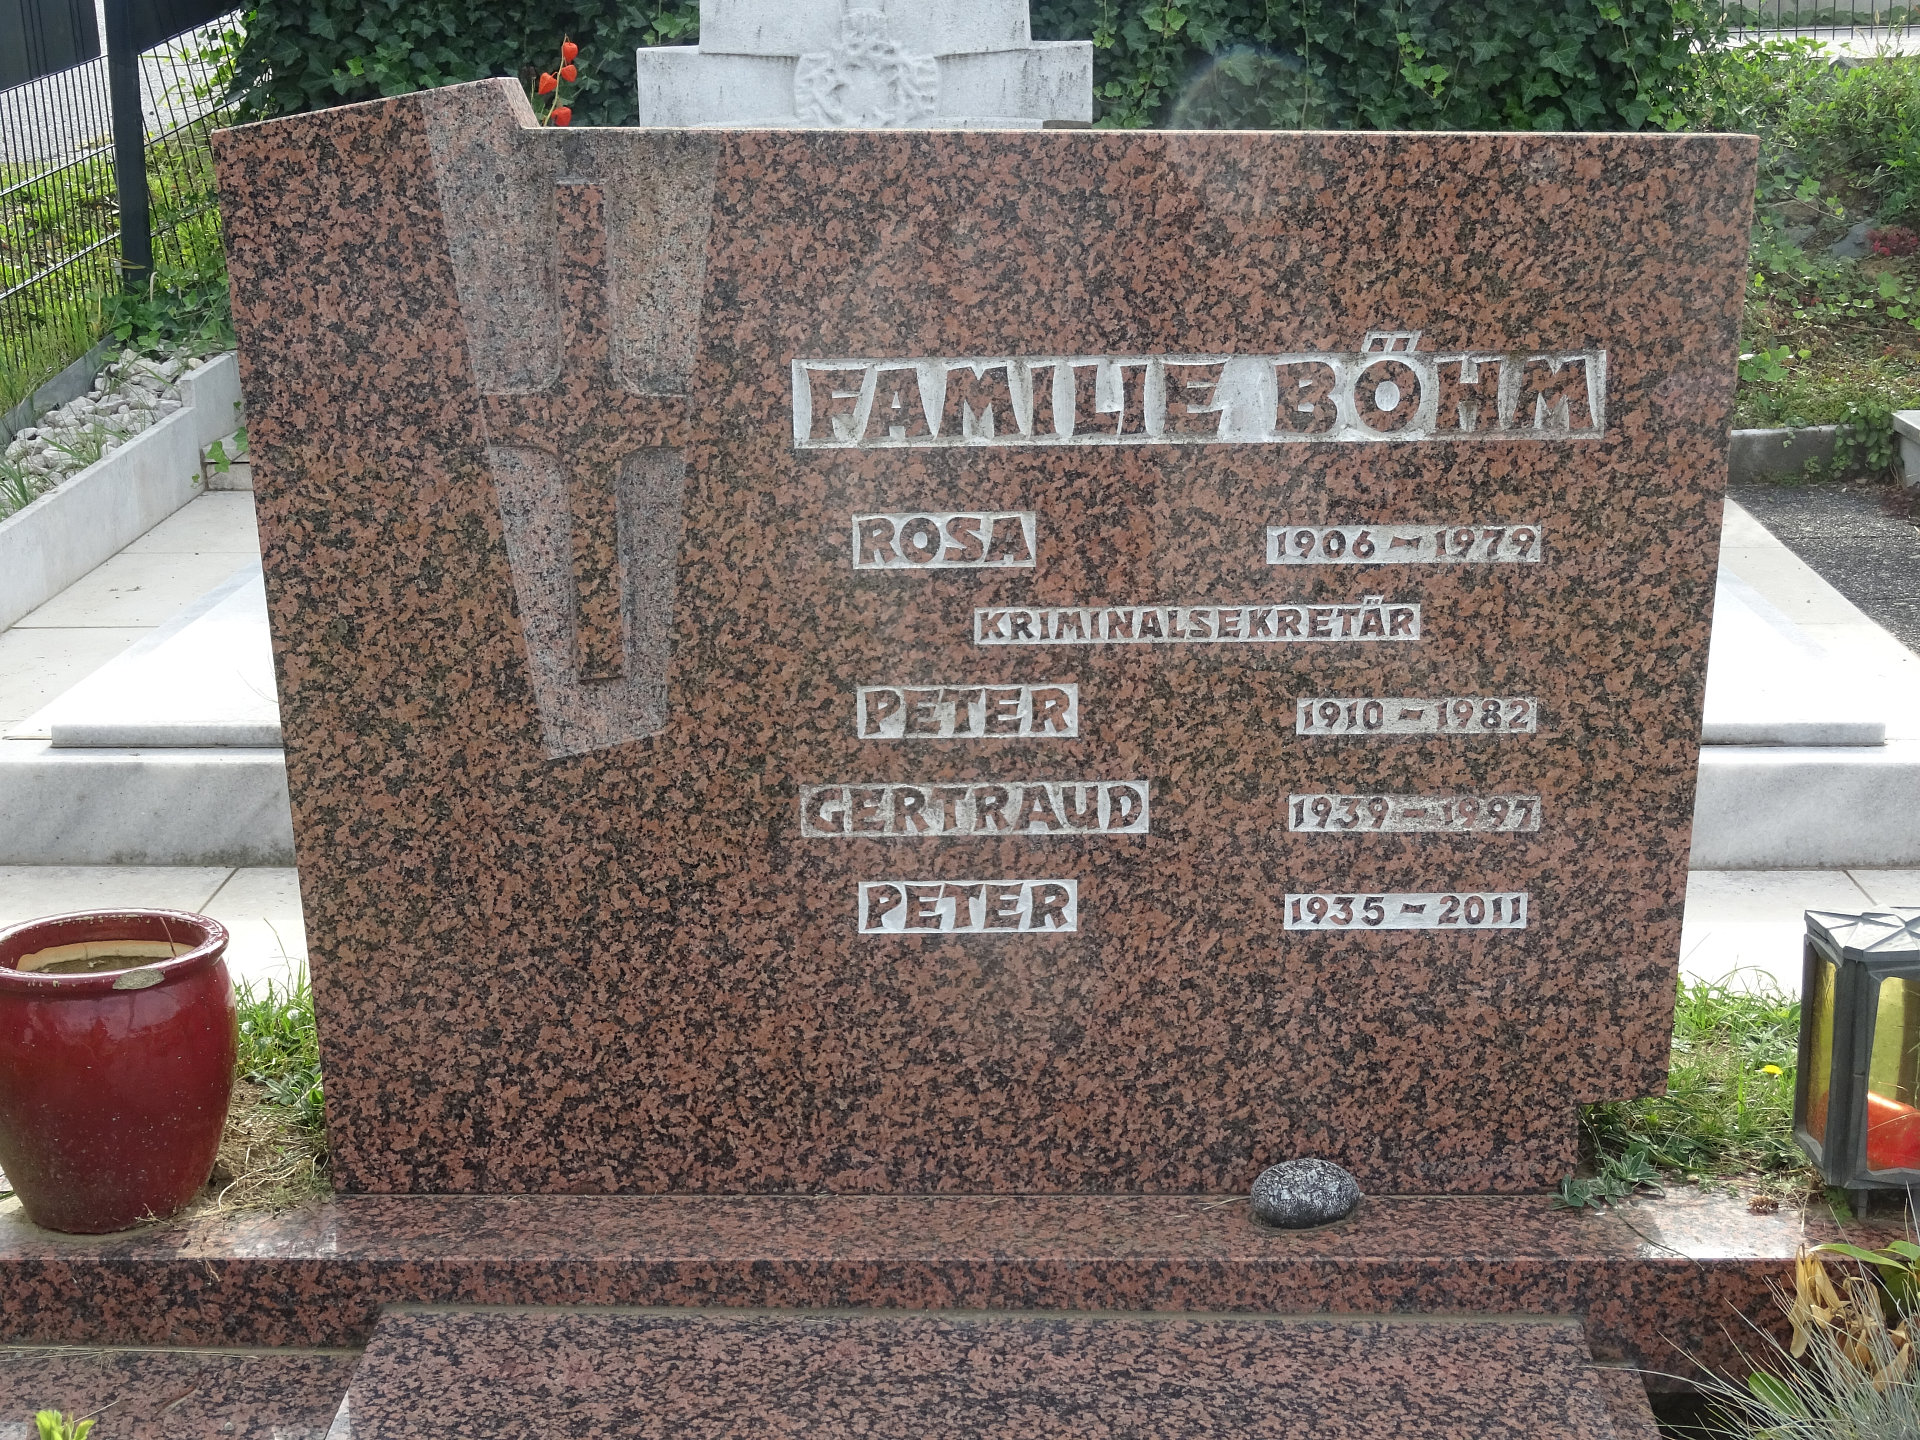 FAMILIE BÖHM
ROSA 1906 - 1979
KRIMINALSEKRETÄR
PETER 1910 - 1982
GERTRAUD 1939 - 1997
PETER 1935 - 2011